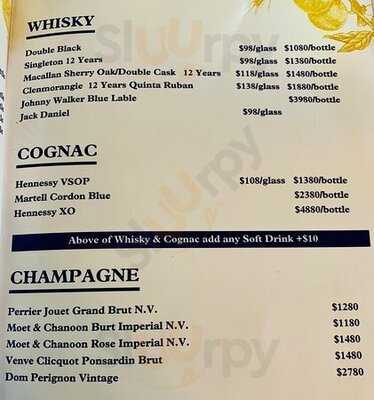 WHISKY
Double Black $98/glass $1080/bottle
Singleton 12 Years $98/glass $1380/bottle
Macallan Sherry Oak/Double Cask 12 Years $118/glass $1480/bottle
Clenmorangie 12 Years Quinta Ruban $138/glass $1880/bottle
Johnny Walker Blue Lable $3980/bottle
Jack Daniel $98/glass
COGNAC
Hennessy VSOP $108/glass $1380/bottle
Martell Cordon Blue $2380/bottle
Hennessy XO $4880/bottle
Above of Whisky & Cognac add any Soft Drink +$10
CHAMPAGNE
Perrier Jouet Grand Brut N.V. $1280
Moet & Chanoon Burt Imperial N.V. $1180
Moet & Chanoon Rose Imperial N.V. $1480
Venve Clicquot Ponsardin Brut $1480
Dom Perignon Vintage $2780
Sluurpy
Sluurpy
Sluurpy